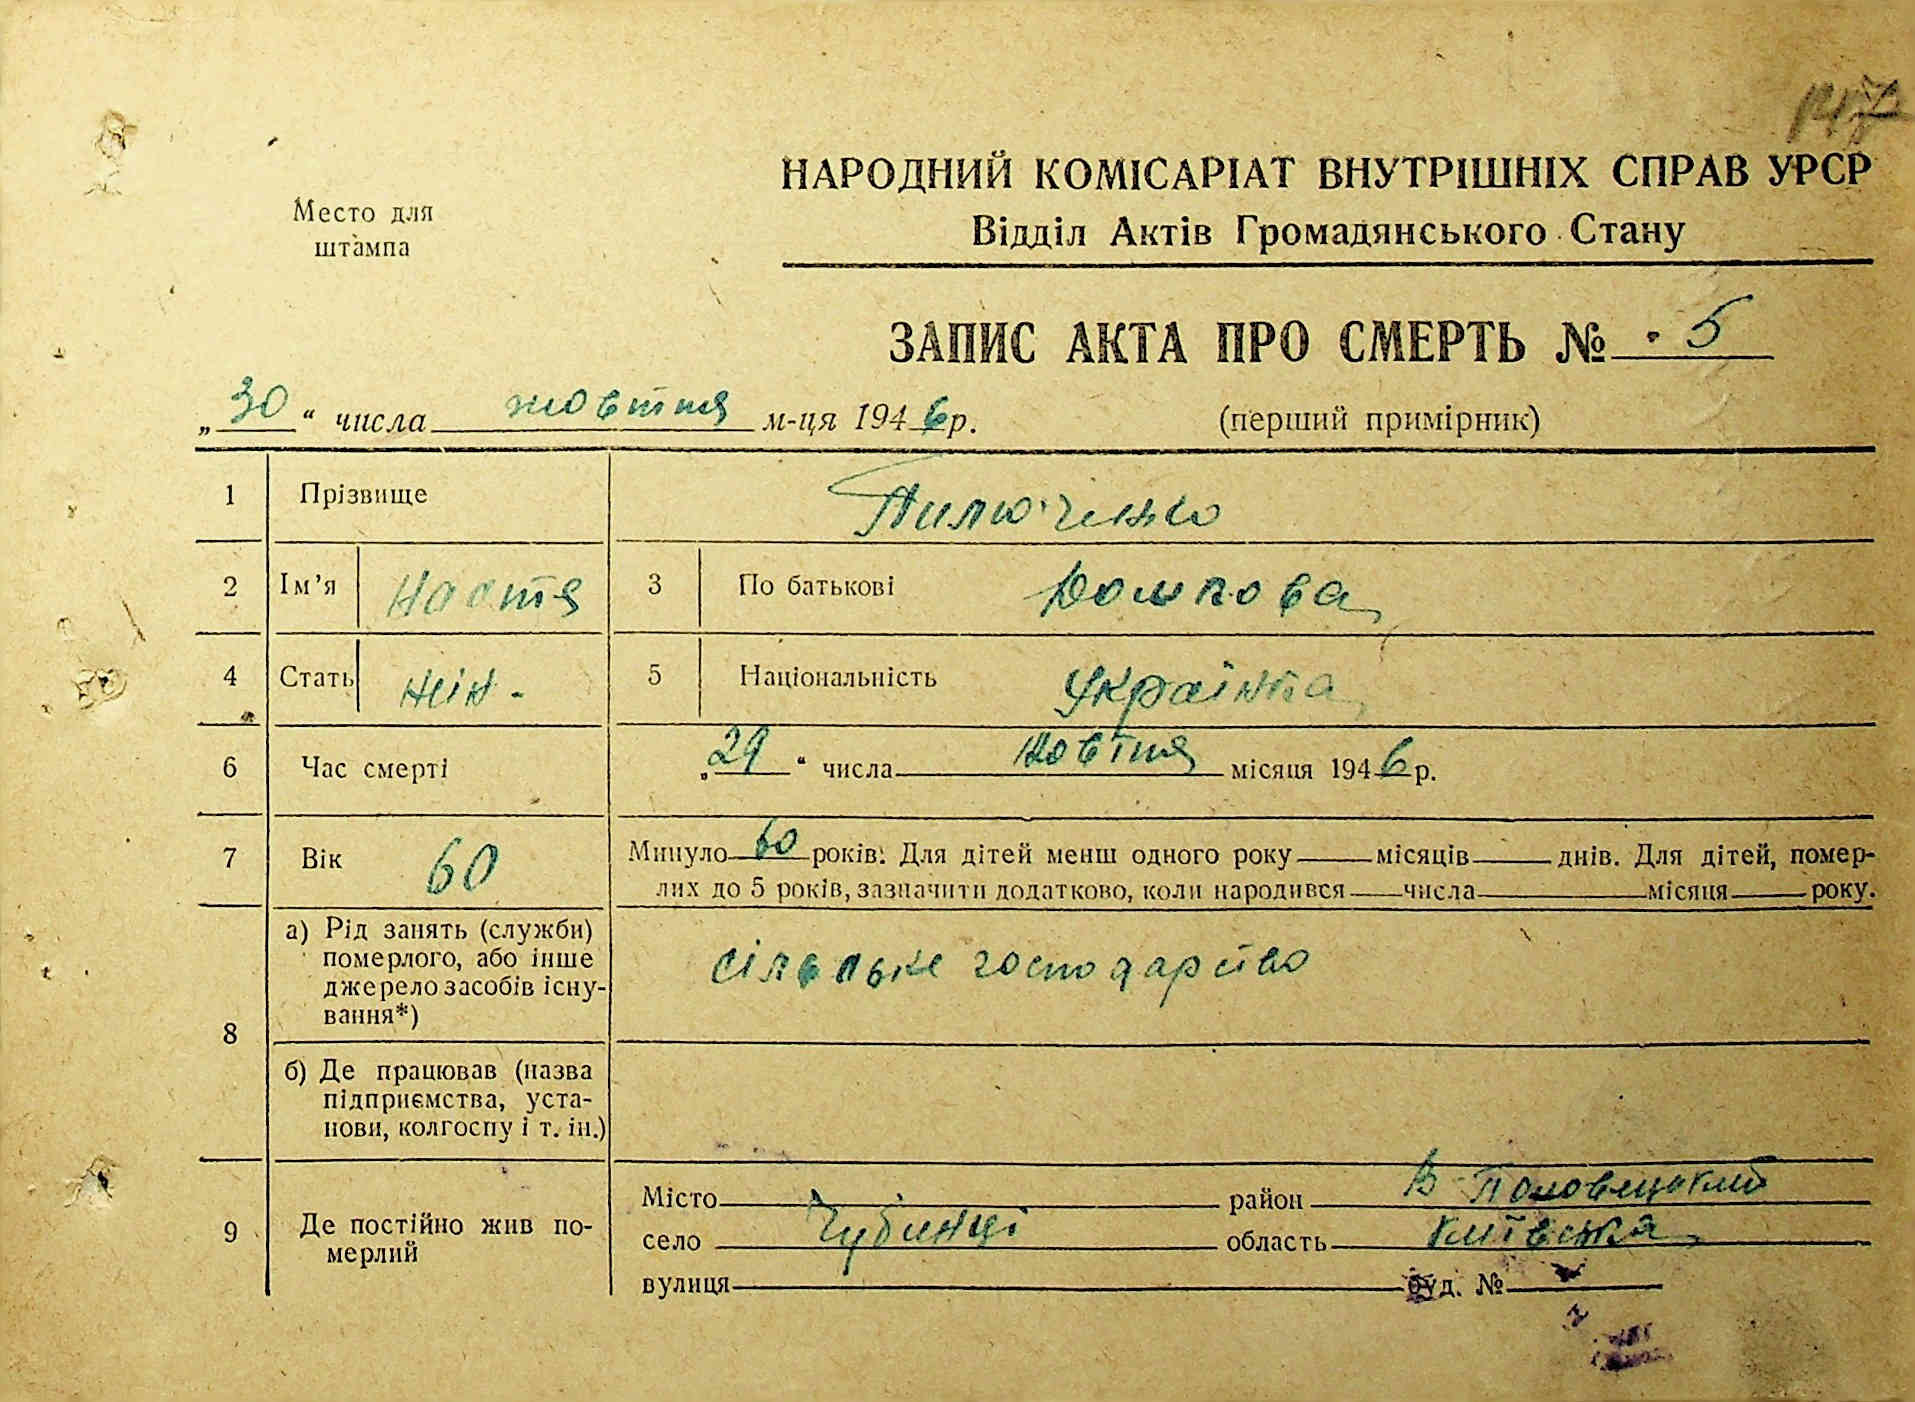 147
НАРОДНИЙ КОМІСАРІАТ ВНУТРІШНІХ СПРАВ УРСР
Место для штампа
Відділ Актів Громадянського Стану
ЗАПИС АКТА ПРО СМЕРТЬ № 5
„30“ числа жовтня м-ця 1946 р. (перший примірник)
1 Прізвище Пилюченко
2 Ім'я Настя 3 По батькові
4 Стать жін. 5 Національність Українка
6 Час смерті „29“ числа жовтня місяця 1946 р.
7 Вік 60 Минуло 60 років. Для дітей менш одного року місяців днів. Для дітей, помер-
лих до 5 років, зазначити додатково, коли народився числа місяця року.
8 а) Рід занять (служби)
померлого, або інше
джерело засобів існу-
вання*)
сільське господарство
б) Де працював (назва
підприємства, уста-
нови, колгоспу і т. ін.)
9 Де постійно жив по-
мерлий
Місто район В Половецький
село Чубинці область Київська
вулиця буд. №